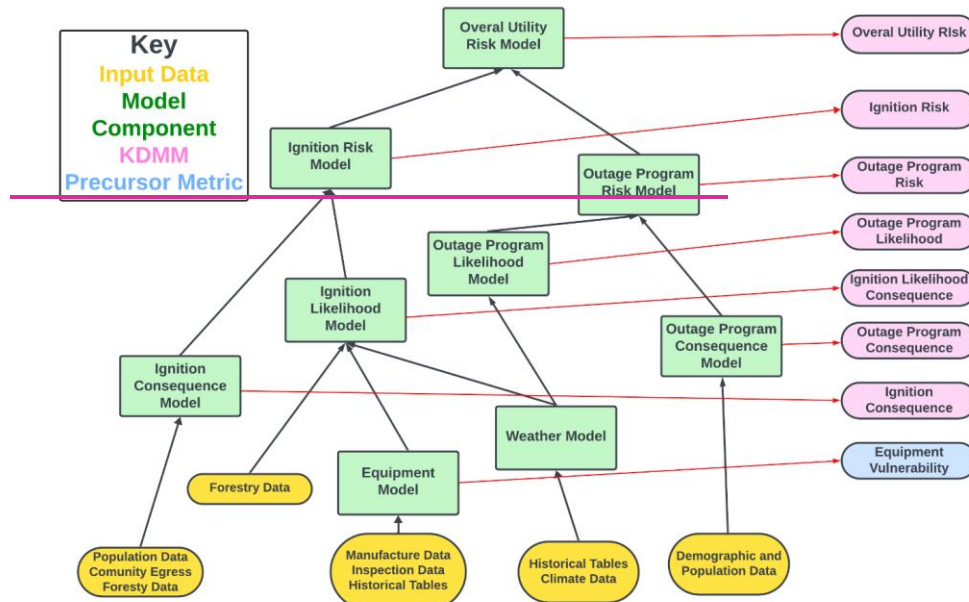 Key
Input Data
Model
Component
KDMM
Precursor Metric
Overal Utility
Risk Model
Overal Utility RIsk
Ignition Risk
Model
Ignition Risk
Outage Program
Risk Model
Outage Program
Risk
Outage Program
Likelihood Model
Outage Program
Likelihood
Ignition
Likelihood
Model
Ignition Likelihood
Consequence
Outage Program
Consequence
Model
Outage Program
Consequence
Ignition
Consequence
Model
Ignition
Consequence
Weather Model
Equipment
Model
Equipment
Vulnerability
Forestry Data
Population Data
Comunity Egress
Foresty Data
Manufacture Data
Inspection Data
Historical Tables
Historical Tables
Climate Data
Demographic and
Population Data